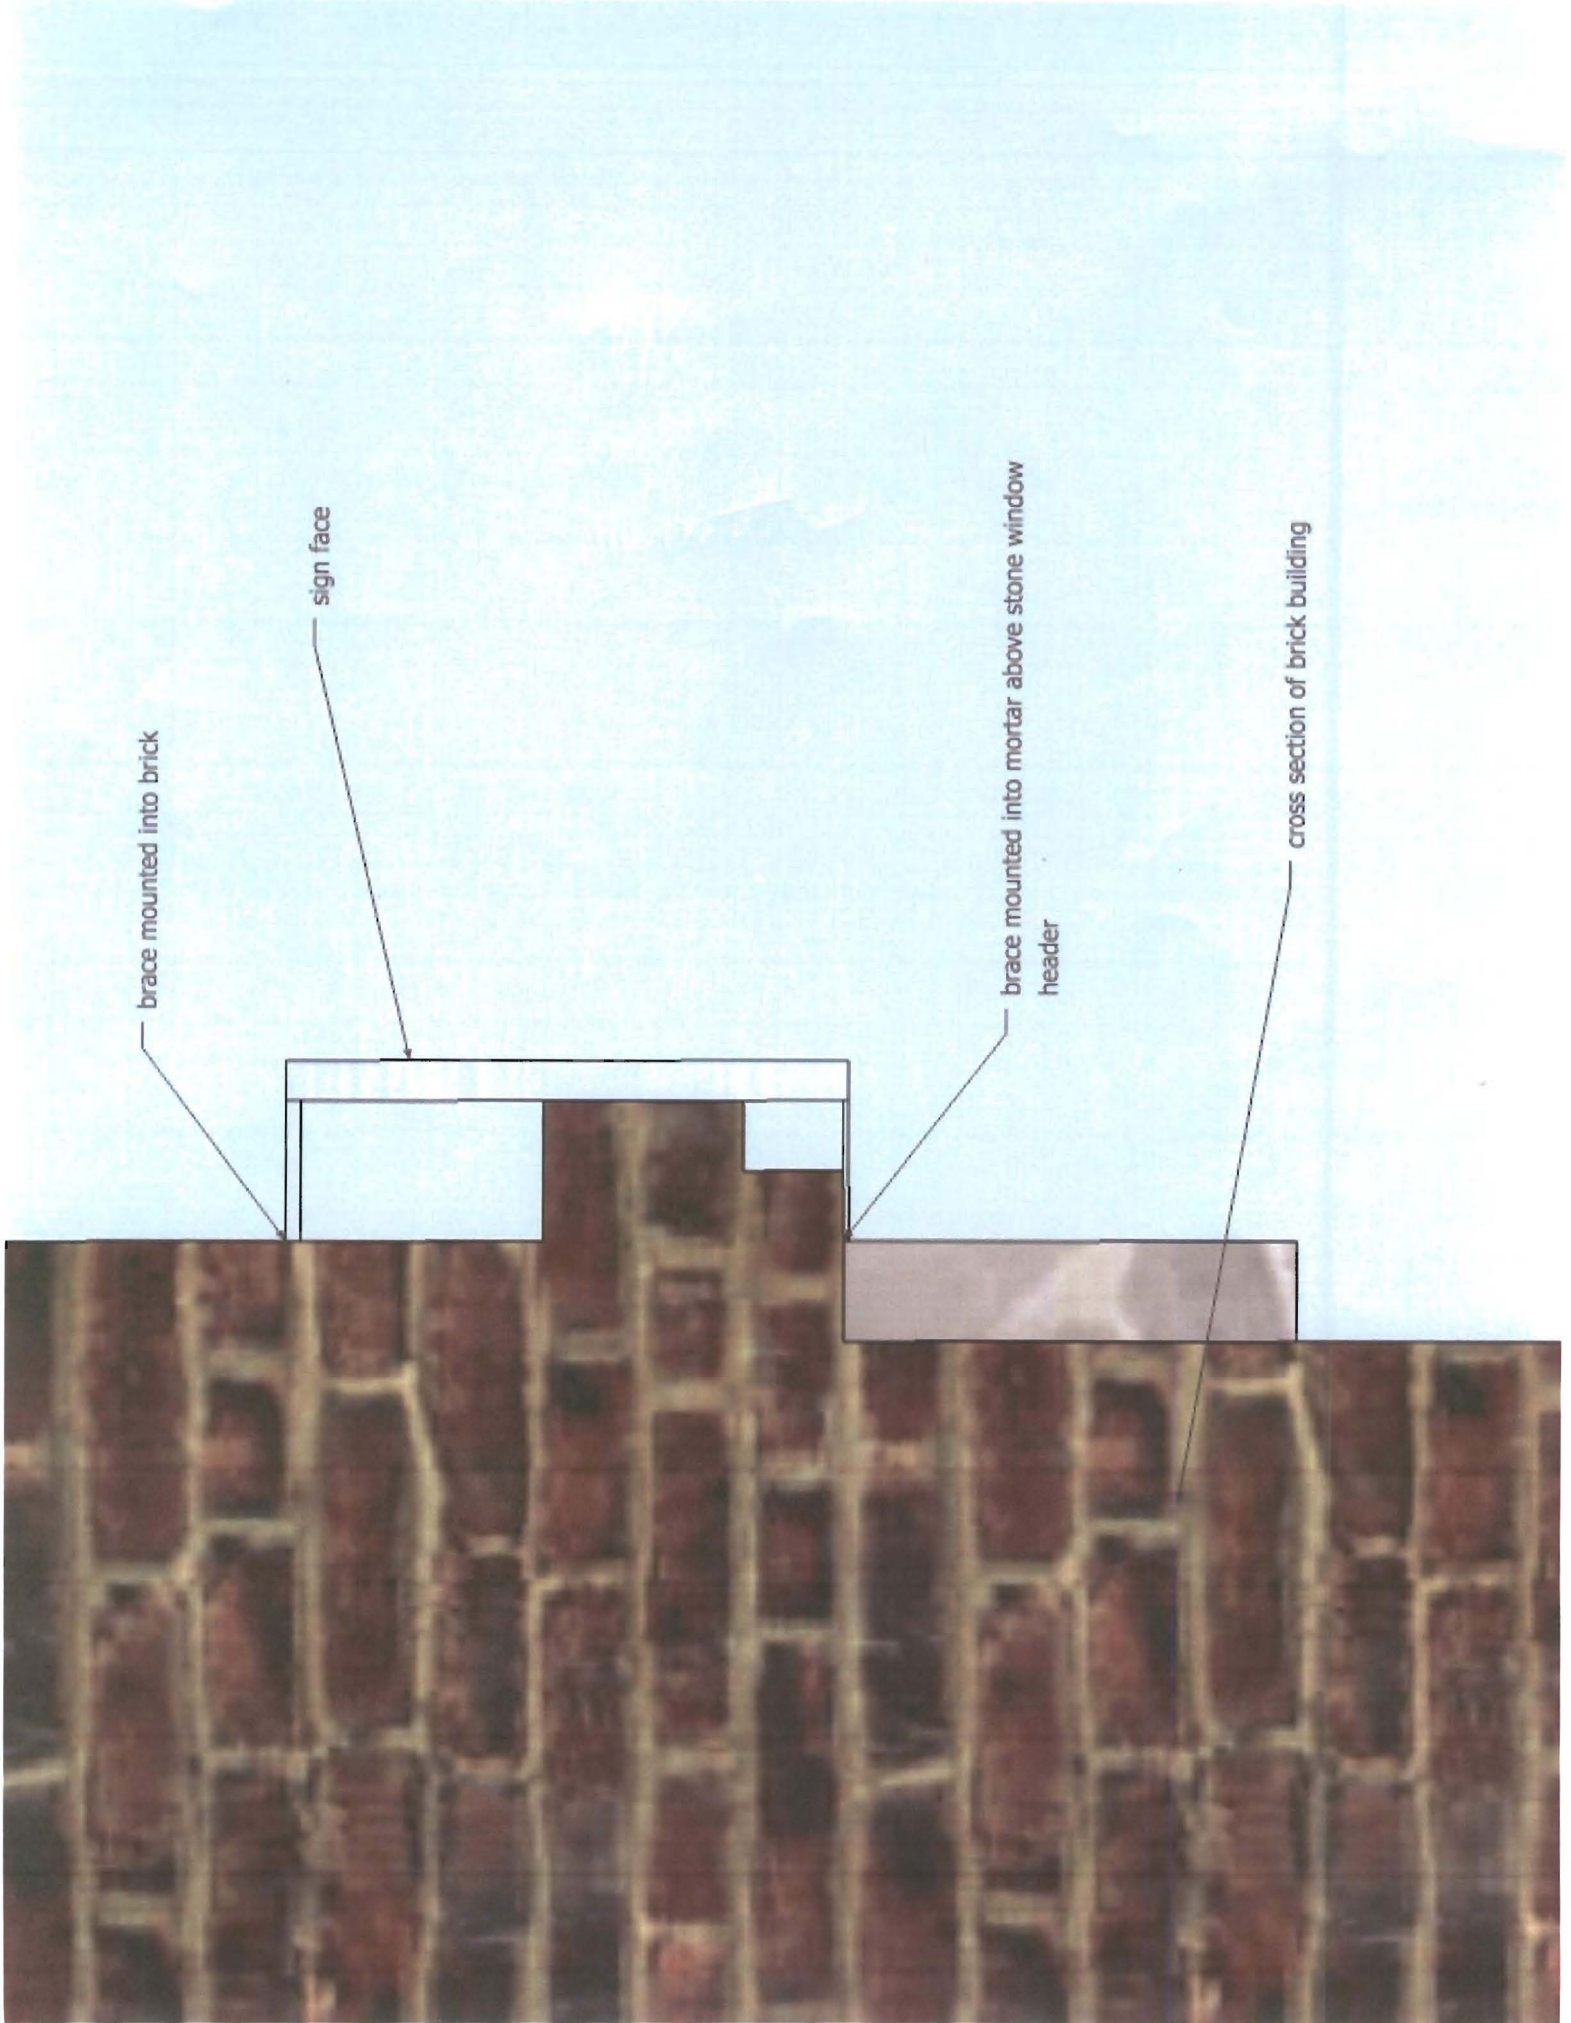 brace mounted into brick
sign face
brace mounted into mortar above stone window
header
cross section of brick building